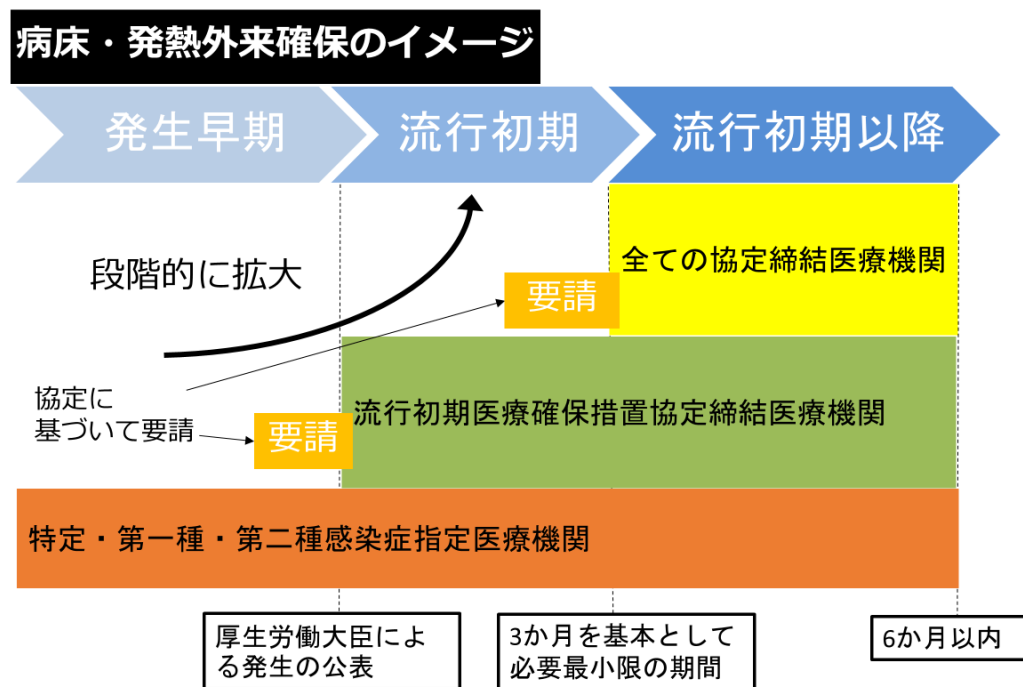 病床・発熱外来確保のイメージ
発生早期
流行初期
流行初期以降
段階的に拡大
全ての協定締結医療機関
要請
協定に
基づいて要請
流行初期医療確保措置協定締結医療機関
要請
特定・第一種・第二種感染症指定医療機関
厚生労働大臣によ
る発生の公表
3か月を基本として
必要最小限の期間
6か月以内